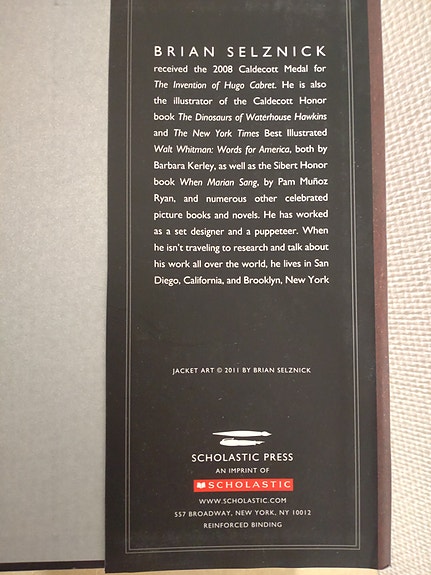 BRIAN SELZNICK
received the 2008 Caldecott Medal for
The Invention of Hugo Cabret. He is also
the illustrator of the Caldecott Honor
book The Dinosaurs of Waterhouse Hawkins
and The New York Times Best Illustrated
Walt Whitman: Words for America, both by
Barbara Kerley, as well as the Sibert Honor
book When Marian Sang, by Pam Muñoz
Ryan, and numerous other celebrated
picture books and novels. He has worked
as a set designer and a puppeteer. When
he isn't traveling to research and talk about
his work all over the world, he lives in San
Diego, California, and Brooklyn, New York
JACKET ART © 2011 BY BRIAN SELZNICK
SCHOLASTIC PRESS
AN IMPRINT OF
SCHOLASTIC
WWW.SCHOLASTIC.COM
557 BROADWAY, NEW YORK, NY 10012
REINFORCED BINDING